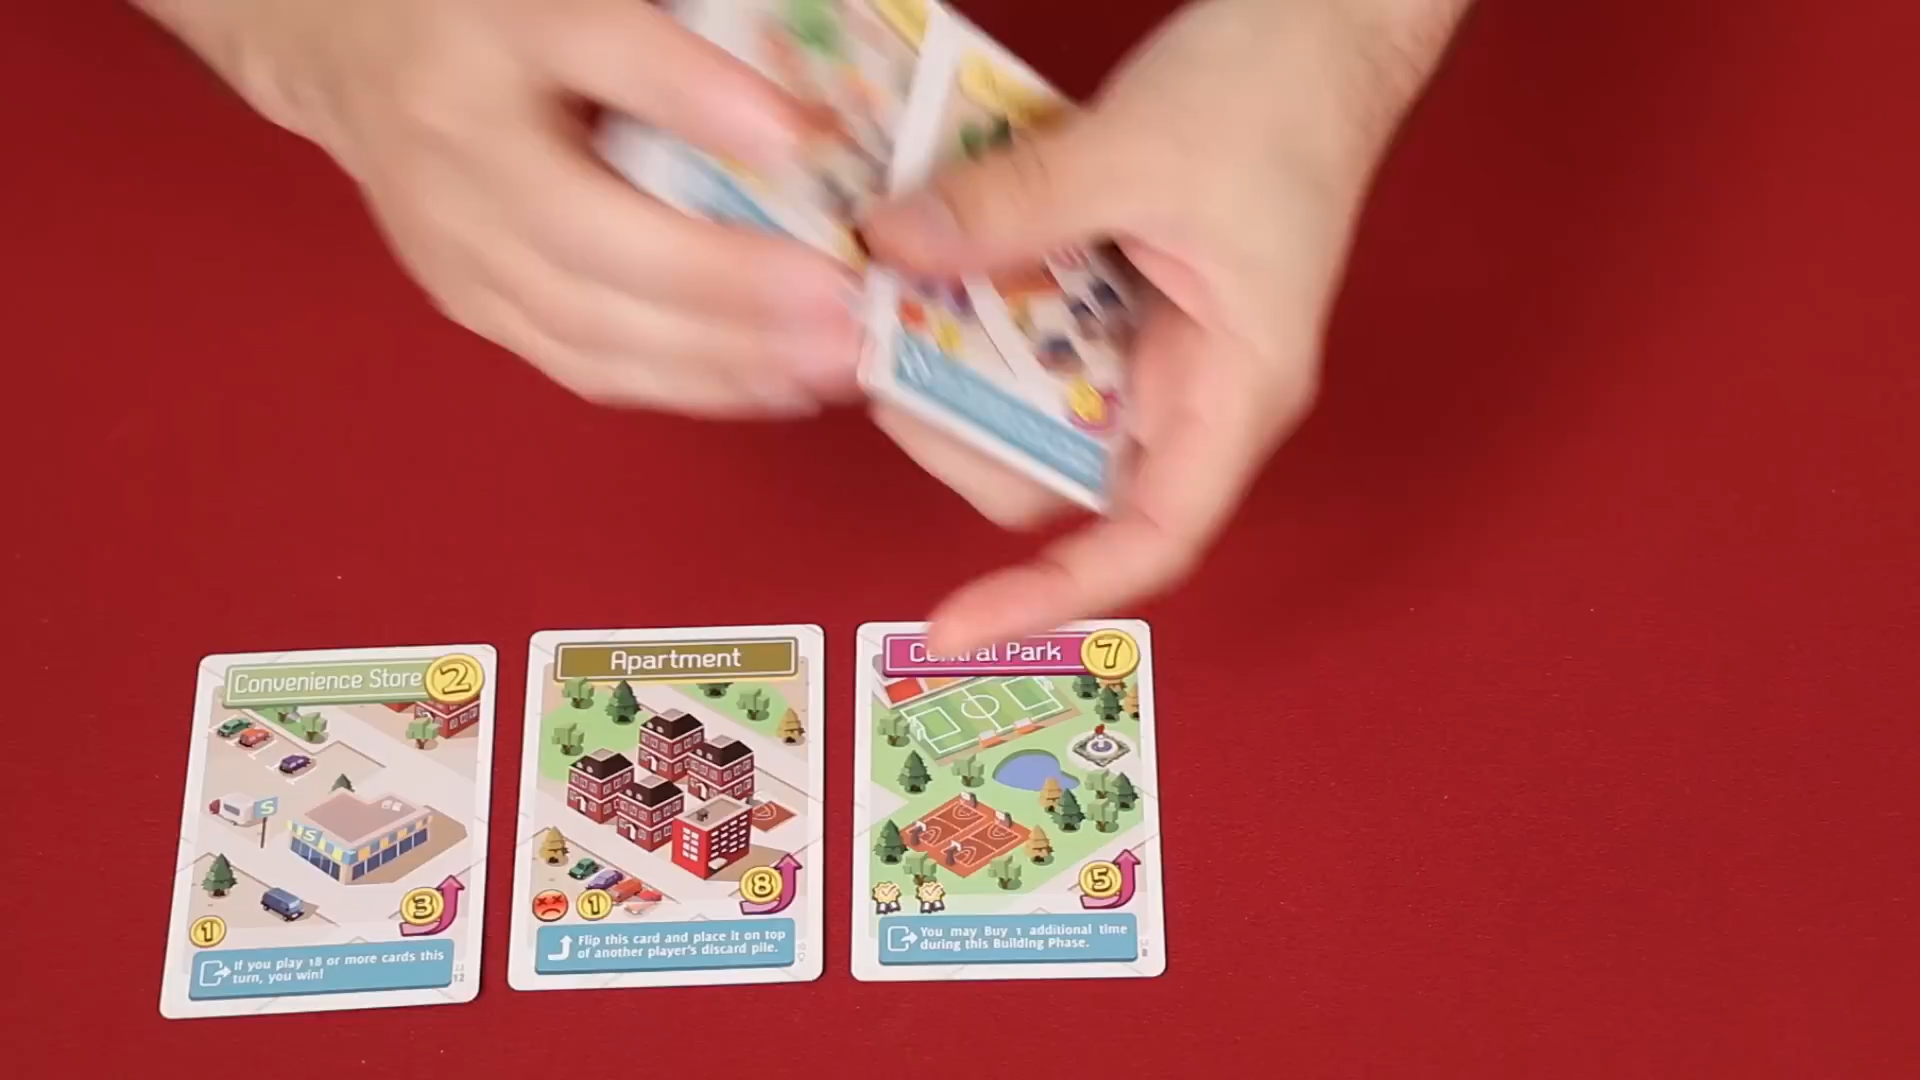 Convenience Store 2
S
S
1
3
If you play 18 or more cards this
turn, you win!
12
Apartment
1
8
Flip this card and place it on top
of another player's discard pile.
Central Park 7
5
You may Buy 1 additional time
during this Building Phase.
8